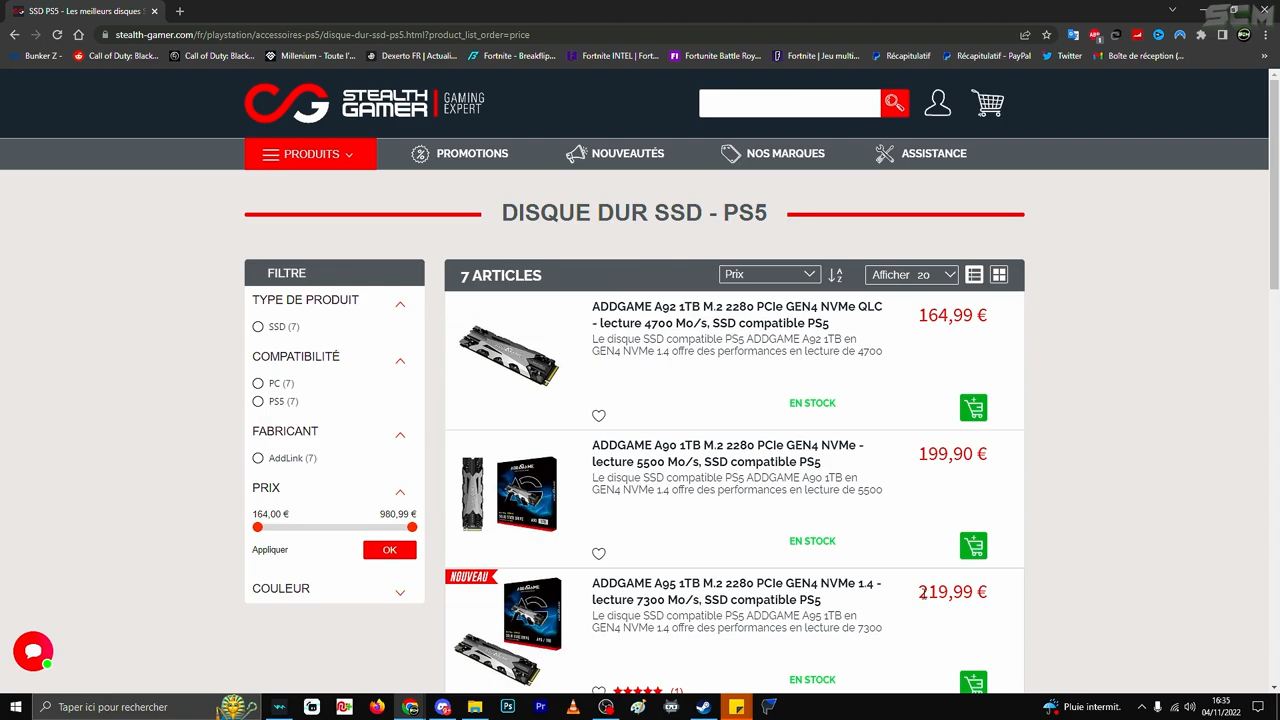 SSD PS5 - Les meilleurs disques
stealth-gamer.com/fr/playstation/accessoires-ps5/disque-dur-ssd-ps5.html?product_list_order=price
Bunker Z
Call of Duty: Black...
Call of Duty: Black...
Millenium - Toute l'...
Dexerto FR | Actuali...
Fortnite - Breakflip...
Fortnite INTEL | Fort...
Fortnite Battle Roy...
Fortnite | Jeu multi...
Récapitulatif
Récapitulatif - PayPal
Twitter
Boîte de réception (...
STEALTH GAMER
GAMING EXPERT
PRODUITS
PROMOTIONS
NOUVEAUTÉS
NOS MARQUES
ASSISTANCE
DISQUE DUR SSD - PS5
FILTRE
TYPE DE PRODUIT
SSD (7)
COMPATIBILITÉ
PC (7)
PS5 (7)
FABRICANT
AddLink (7)
PRIX
164,00 € 980,99 €
Appliquer OK
COULEUR
7 ARTICLES
Prix
Afficher 20
ADDGAME A92 1TB M.2 2280 PCIe GEN4 NVMe QLC
- lecture 4700 Mo/s, SSD compatible PS5
164,99 €
Le disque SSD compatible PS5 ADDGAME A92 1TB en
GEN4 NVMe 1.4 offre des performances en lecture de 4700
EN STOCK
ADDGAME A90 1TB M.2 2280 PCIe GEN4 NVMe -
lecture 5500 Mo/s, SSD compatible PS5
199,90 €
Le disque SSD compatible PS5 ADDGAME A90 1TB en
GEN4 NVMe 1.4 offre des performances en lecture de 5500
EN STOCK
NOUVEAU
ADDGAME A95 1TB M.2 2280 PCIe GEN4 NVMe 1.4 -
lecture 7300 Mo/s, SSD compatible PS5
219,99 €
Le disque SSD compatible PS5 ADDGAME A95 1TB en
GEN4 NVMe 1.4 offre des performances en lecture de 7300
EN STOCK
(1)
Taper ici pour rechercher
Pluie intermit.
16:35
04/11/2022